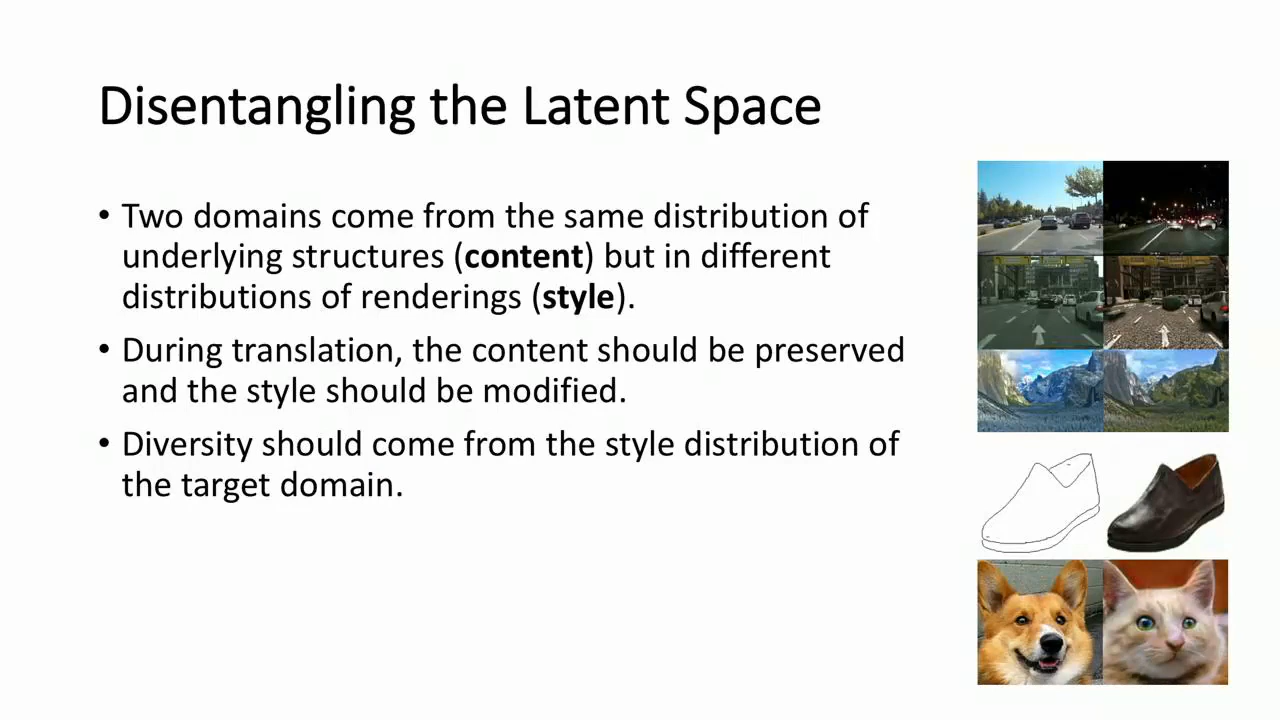 Disentangling the Latent Space
• Two domains come from the same distribution of
underlying structures (content) but in different
distributions of renderings (style).
• During translation, the content should be preserved
and the style should be modified.
• Diversity should come from the style distribution of
the target domain.